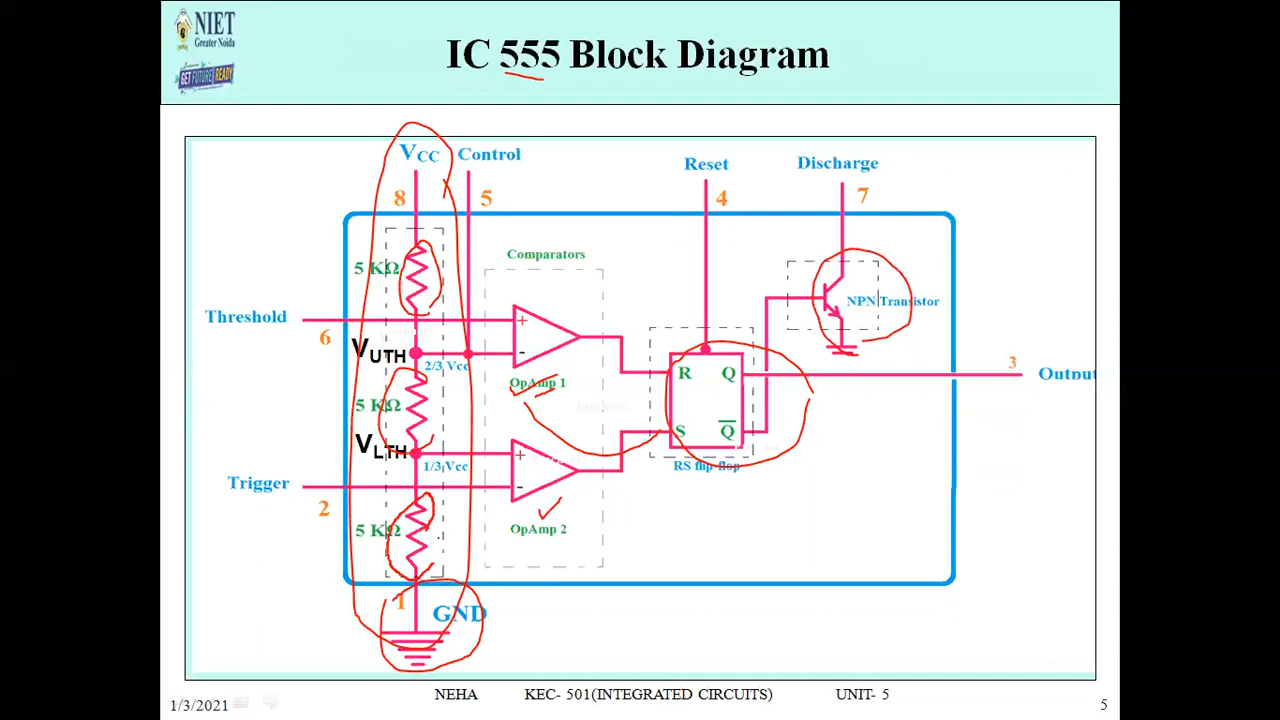 NIET
Greater Noida
GET FUTURE READY
IC 555 Block Diagram
VCC
Control
Reset
Discharge
8
5
4
7
5 KΩ
Comparators
NPN Transistor
Threshold
6
+
VUTH
2/3 Vcc
-
3
OpAmp 1
R
Q
Output
5 KΩ
VLTH
1/3 Vcc
+
S
Q̅
RS flip-flop
Trigger
2
-
5 KΩ
OpAmp 2
1
GND
NEHA KEC- 501(INTEGRATED CIRCUITS) UNIT- 5
1/3/2021
5